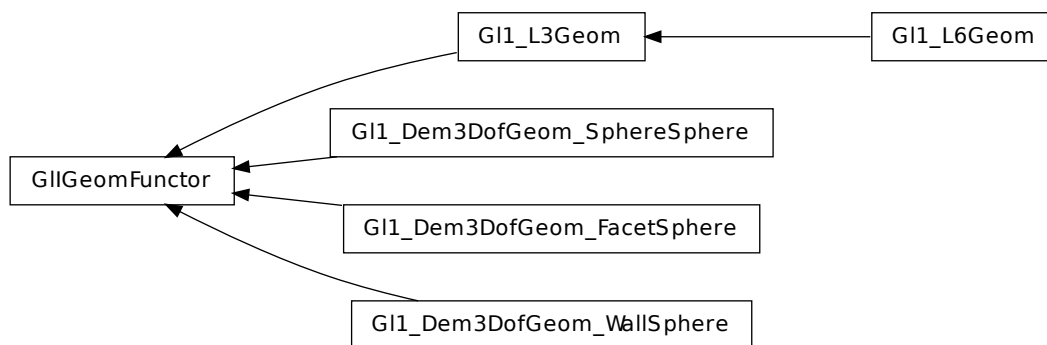 Gl1_L3Geom
Gl1_L6Geom
Gl1_Dem3DofGeom_SphereSphere
GlIGeomFunctor
Gl1_Dem3DofGeom_FacetSphere
Gl1_Dem3DofGeom_WallSphere